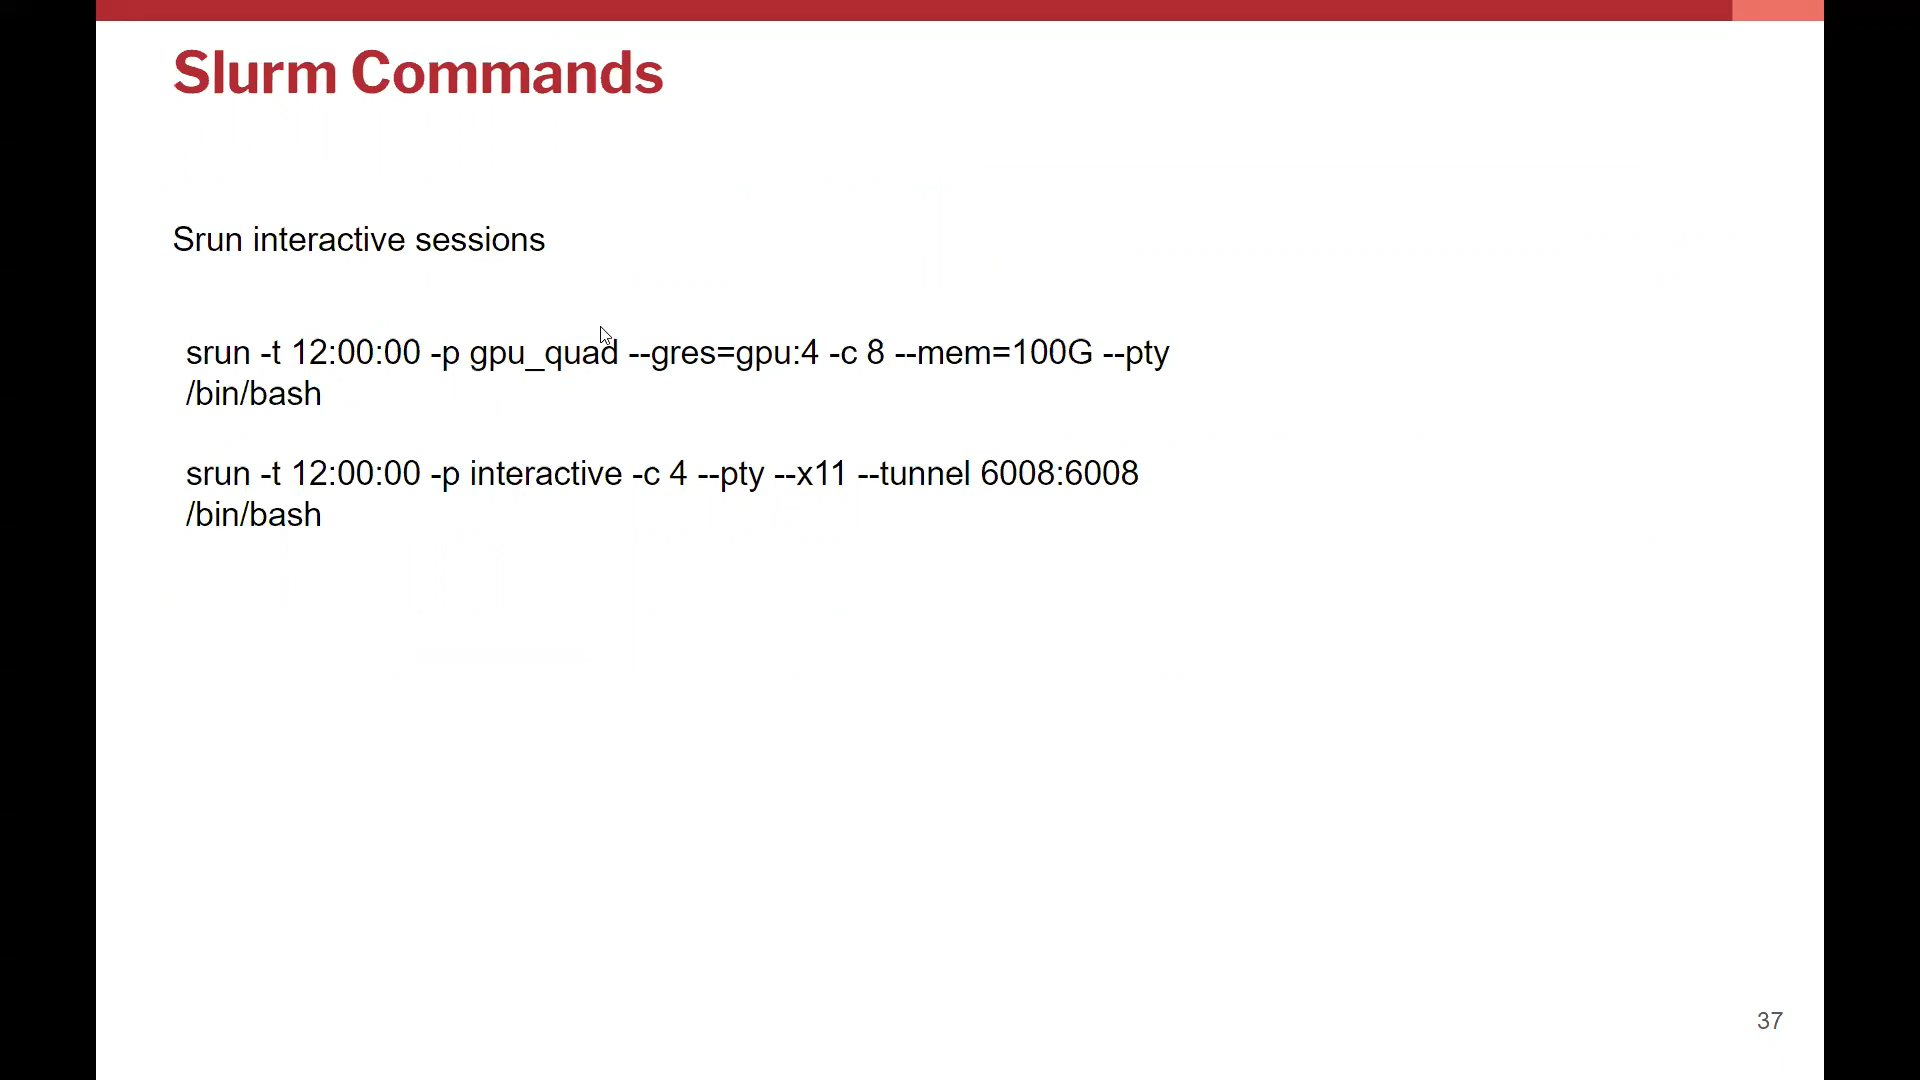 Slurm Commands
Srun interactive sessions
srun -t 12:00:00 -p gpu_quad --gres=gpu:4 -c 8 --mem=100G --pty
/bin/bash
srun -t 12:00:00 -p interactive -c 4 --pty --x11 --tunnel 6008:6008
/bin/bash
37